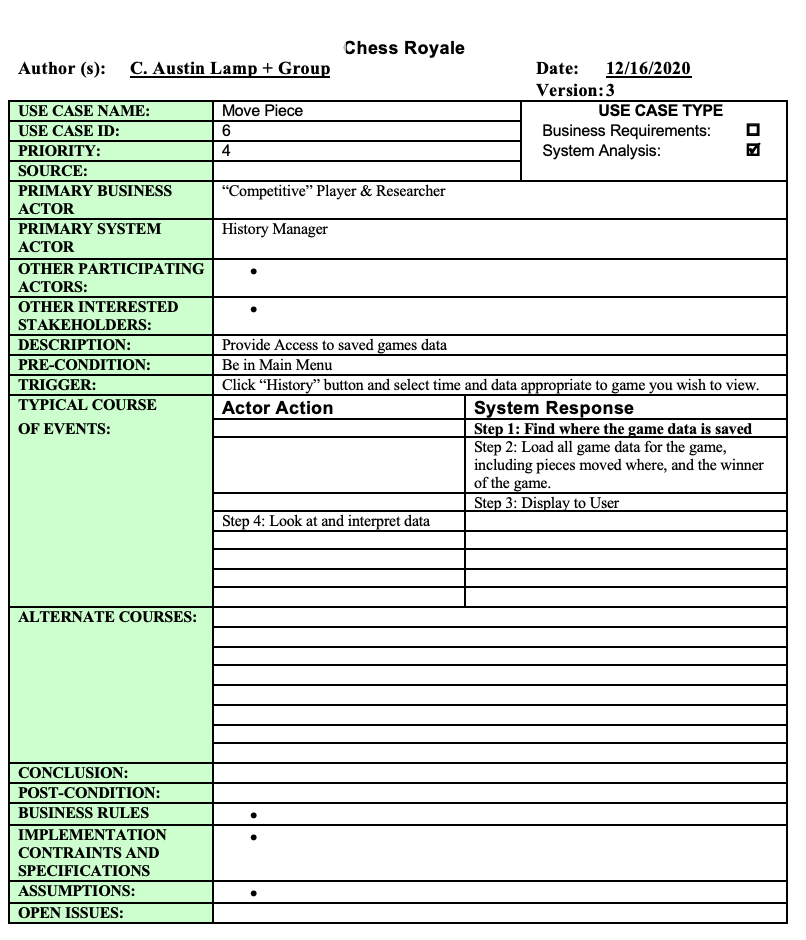 Chess Royale
Author (s): C. Austin Lamp + Group Date: 12/16/2020
Version: 3
USE CASE NAME: Move Piece USE CASE TYPE
USE CASE ID: 6 Business Requirements: ☐
PRIORITY: 4 System Analysis: ☑
SOURCE:
PRIMARY BUSINESS
ACTOR
“Competitive” Player & Researcher
PRIMARY SYSTEM
ACTOR
History Manager
OTHER PARTICIPATING
ACTORS:
•
OTHER INTERESTED
STAKEHOLDERS:
•
DESCRIPTION: Provide Access to saved games data
PRE-CONDITION: Be in Main Menu
TRIGGER: Click “History” button and select time and data appropriate to game you wish to view.
TYPICAL COURSE
OF EVENTS:
Actor Action System Response
Step 1: Find where the game data is saved
Step 2: Load all game data for the game,
including pieces moved where, and the winner
of the game.
Step 3: Display to User
Step 4: Look at and interpret data
ALTERNATE COURSES:
CONCLUSION:
POST-CONDITION:
BUSINESS RULES •
IMPLEMENTATION
CONTRAINTS AND
SPECIFICATIONS
•
ASSUMPTIONS: •
OPEN ISSUES: